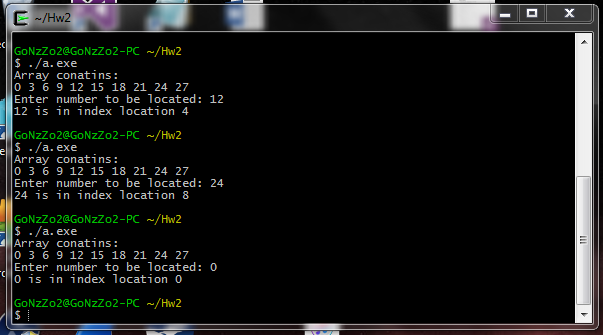 ~/Hw2
GoNzZo2@GoNzZo2-PC ~/Hw2
$ ./a.exe
Array conatins:
0 3 6 9 12 15 18 21 24 27
Enter number to be located: 12
12 is in index location 4
GoNzZo2@GoNzZo2-PC ~/Hw2
$ ./a.exe
Array conatins:
0 3 6 9 12 15 18 21 24 27
Enter number to be located: 24
24 is in index location 8
GoNzZo2@GoNzZo2-PC ~/Hw2
$ ./a.exe
Array conatins:
0 3 6 9 12 15 18 21 24 27
Enter number to be located: 0
0 is in index location 0
GoNzZo2@GoNzZo2-PC ~/Hw2
$